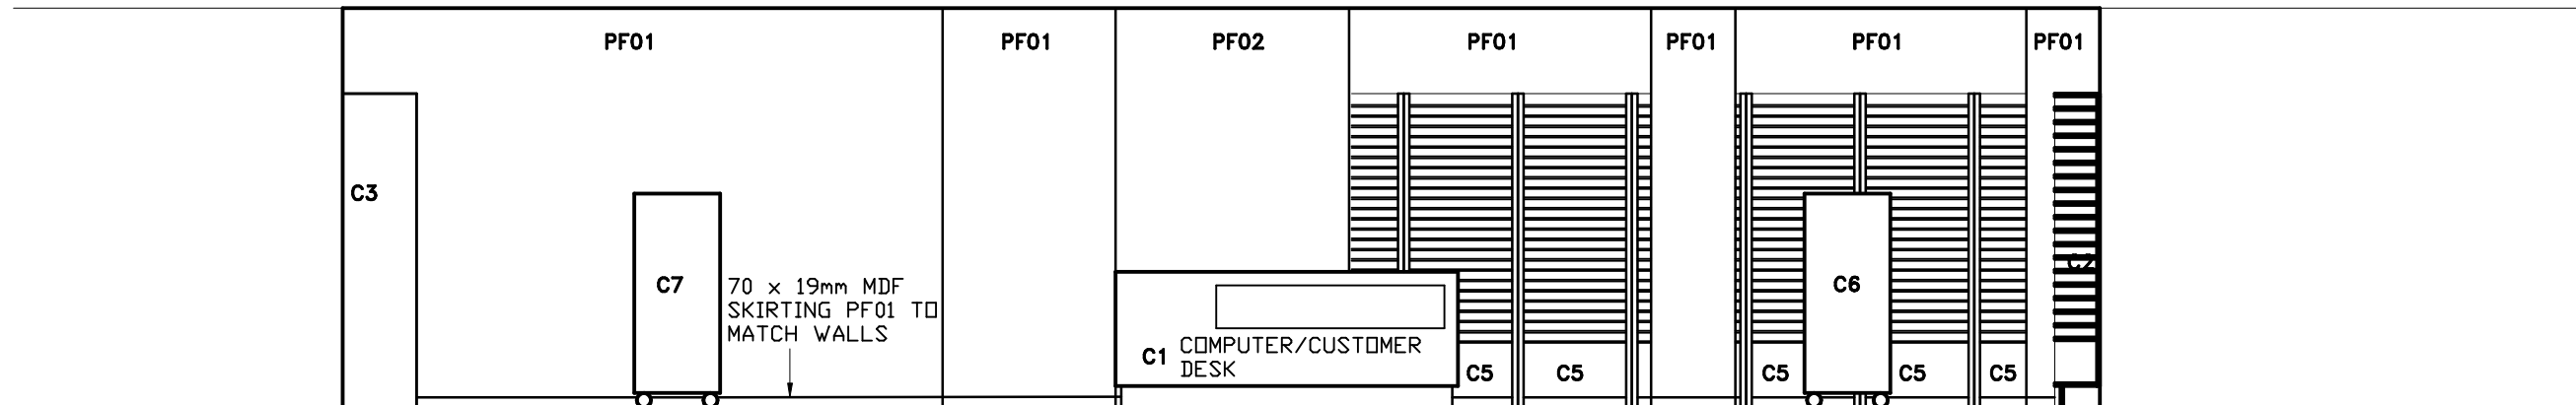 PF01
PF01
PF02
PF01
PF01
PF01
PF01
C3
C7
70 x 19mm MDF
SKIRTING PF01 TO
MATCH WALLS
C1
COMPUTER/CUSTOMER
DESK
C5
C5
C5
C6
C5
C5
C2